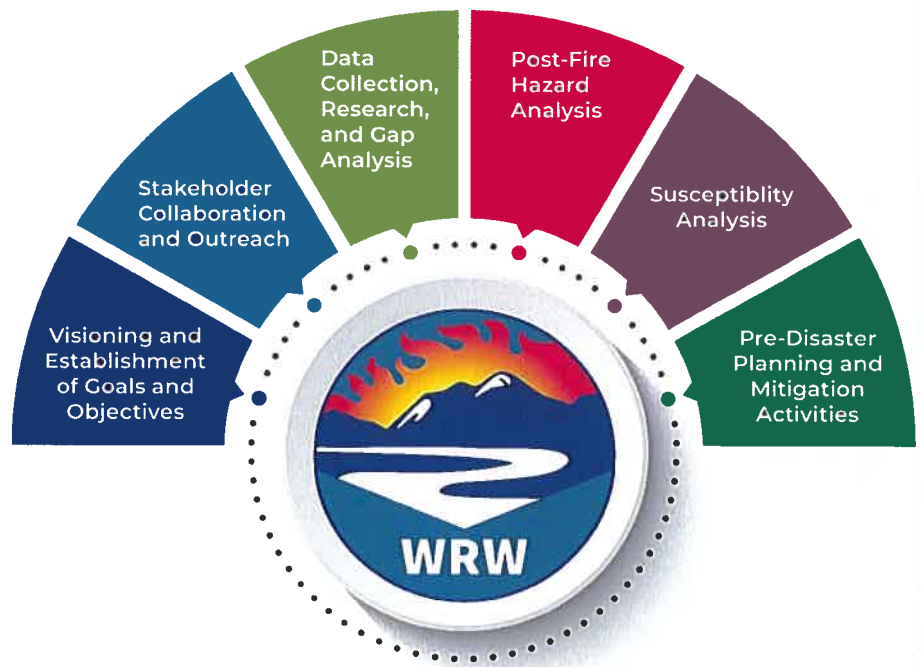 Visioning and
Establishment
of Goals and
Objectives
Stakeholder
Collaboration
and Outreach
Data
Collection,
Research,
and Gap
Analysis
Post-Fire
Hazard
Analysis
Susceptiblity
Analysis
Pre-Disaster
Planning and
Mitigation
Activities
WRW